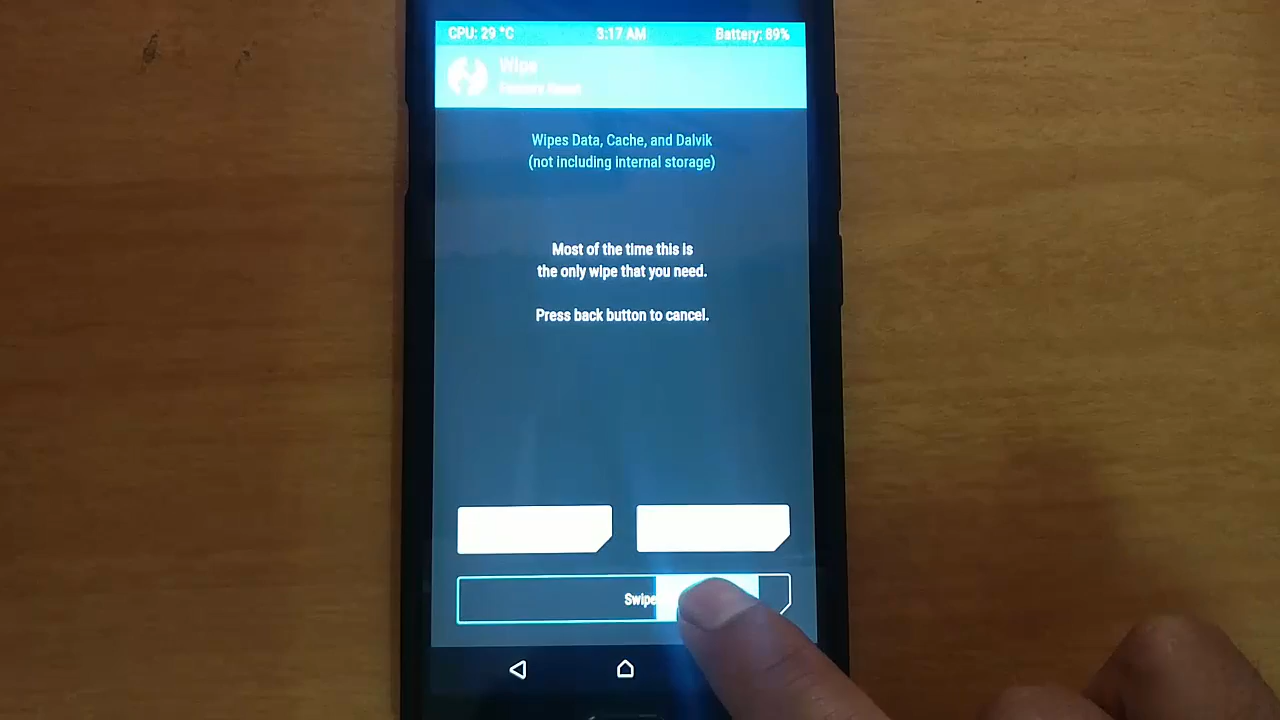 CPU: 29 °C 3:17 AM Battery: 89%
Wipe
Factory Reset
Wipes Data, Cache, and Dalvik
(not including internal storage)
Most of the time this is
the only wipe that you need.
Press back button to cancel.
Swipe